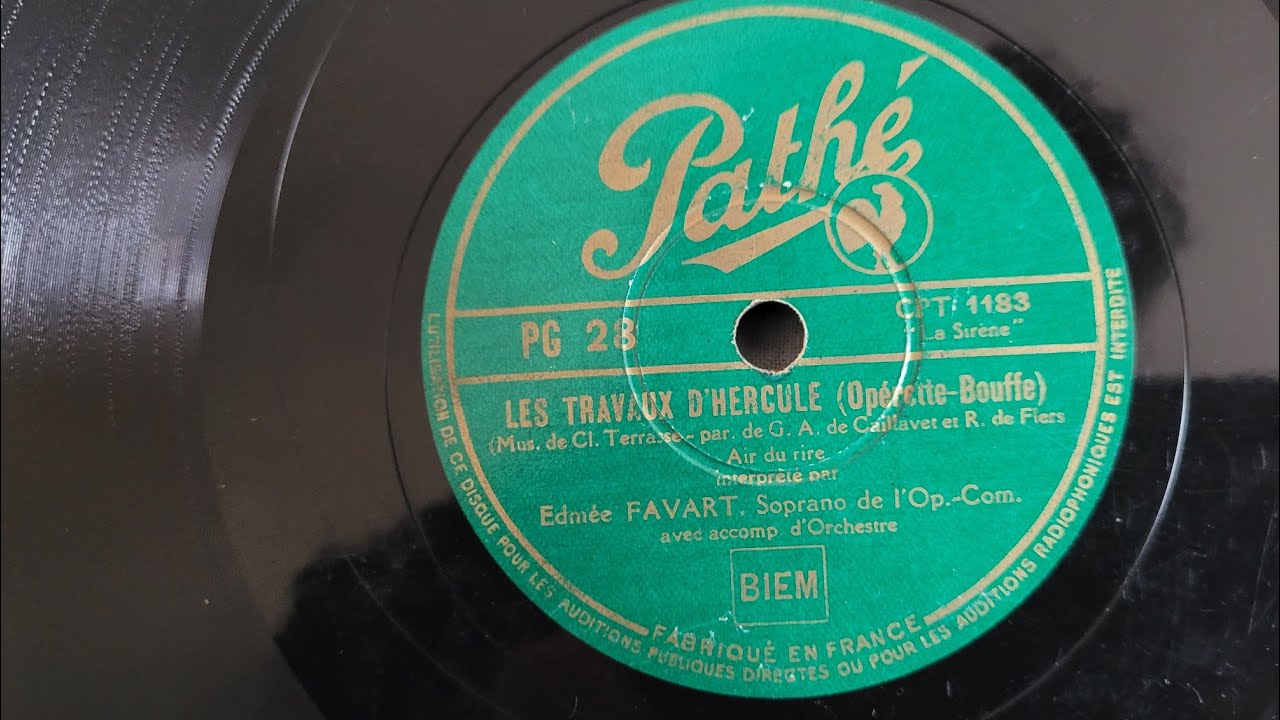 Pathé
PG 28
CPT 1183
"La Sirène"
LES TRAVAUX D'HERCULE (Opérette-Bouffe)
(Mus. de Cl. Terrasse - par. de G. A. de Caillavet et R. de Flers
Air du rire
interprété par
Edmée FAVART, Soprano de l'Op.-Com.
avec accomp. d'Orchestre
BIEM
FABRIQUÉ EN FRANCE
L'UTILISATION DE CE DISQUE POUR LES AUDITIONS PUBLIQUES DIRECTES OU POUR LES AUDITIONS RADIOPHONIQUES EST INTERDITE